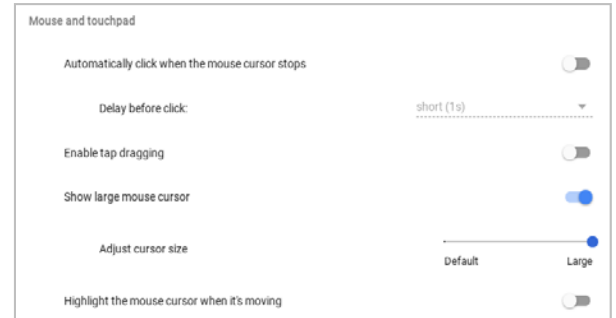 Mouse and touchpad
Automatically click when the mouse cursor stops
Delay before click: short (1s)
Enable tap dragging
Show large mouse cursor
Adjust cursor size
Default Large
Highlight the mouse cursor when it's moving